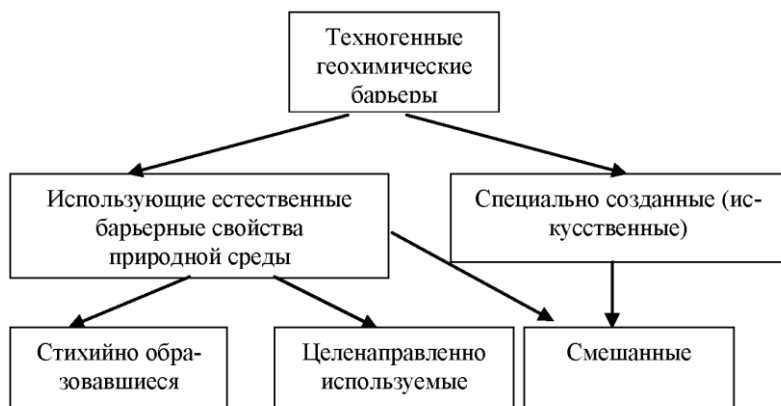 Техногенные
геохимические
барьеры
Использующие естественные
барьерные свойства
природной среды
Специально созданные (ис-
кусственные)
Стихийно обра-
зовавшиеся
Целенаправленно
используемые
Смешанные